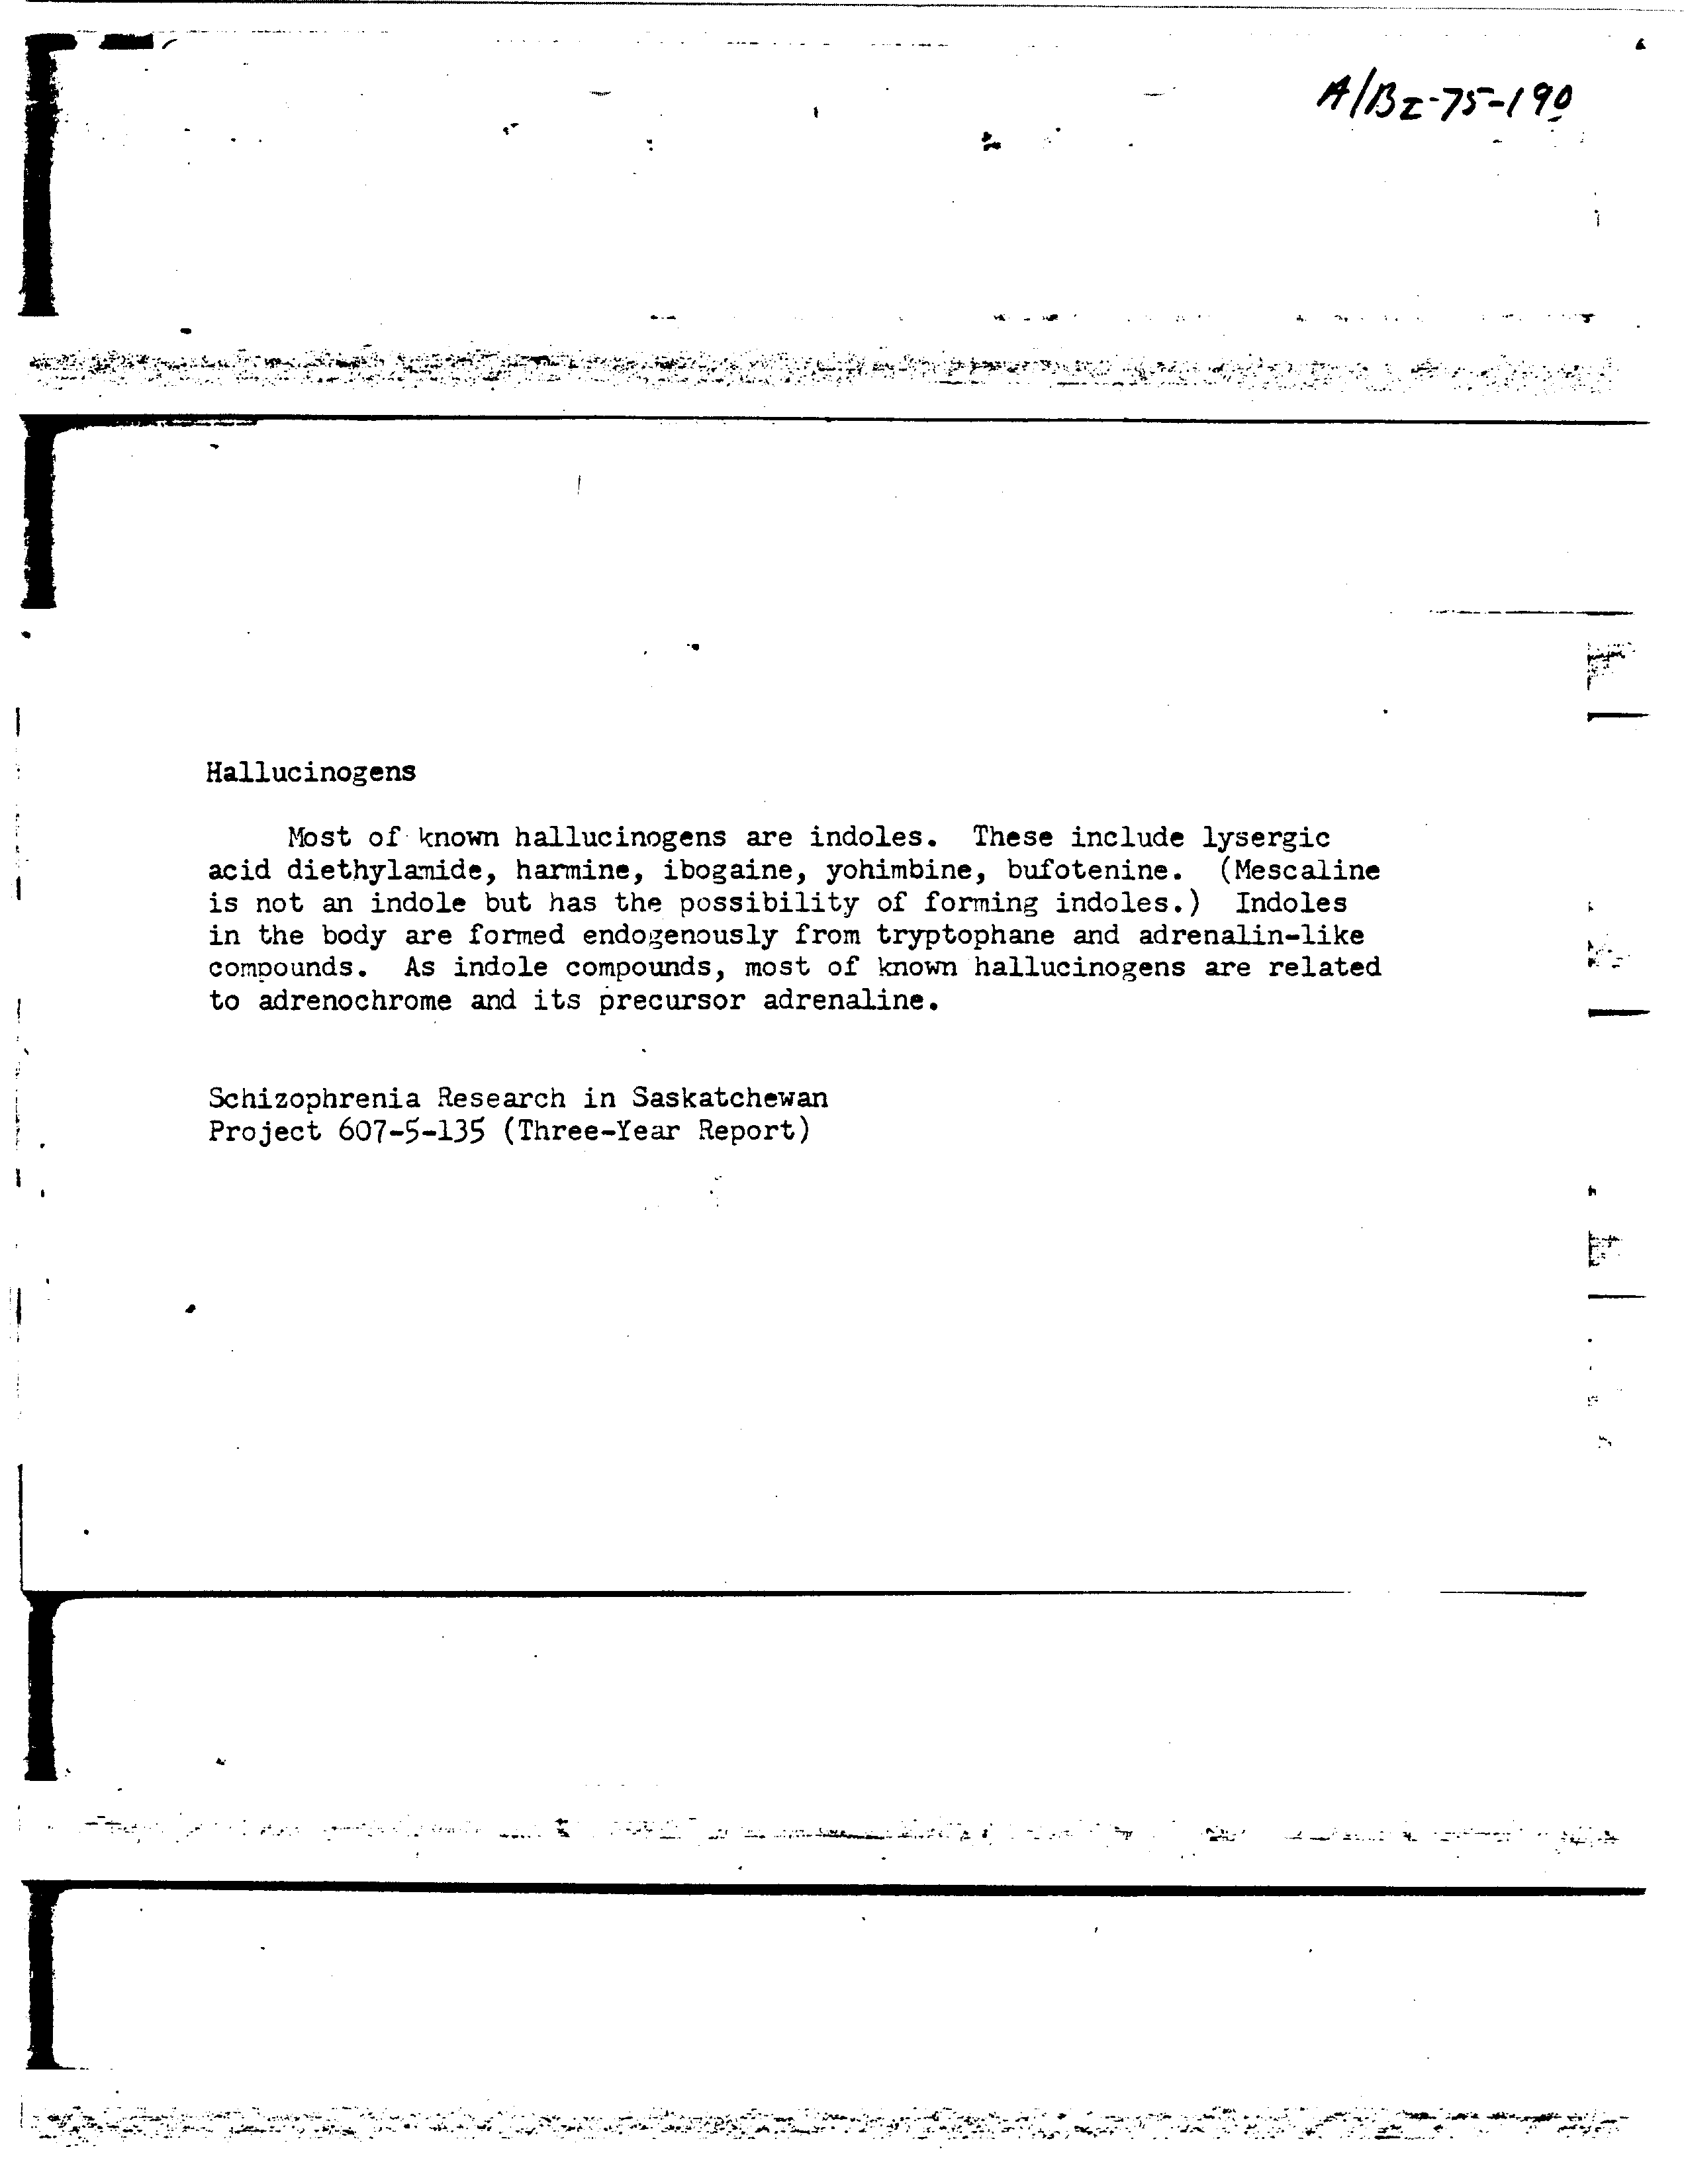 A/B I-75-190
Hallucinogens
Most of known hallucinogens are indoles. These include lysergic
acid diethylamide, harmine, ibogaine, yohimbine, bufotenine. (Mescaline
is not an indole but has the possibility of forming indoles.) Indoles
in the body are formed endogenously from tryptophane and adrenalin-like
compounds. As indole compounds, most of known hallucinogens are related
to adrenochrome and its precursor adrenaline.
Schizophrenia Research in Saskatchewan
Project 607-5-135 (Three-Year Report)